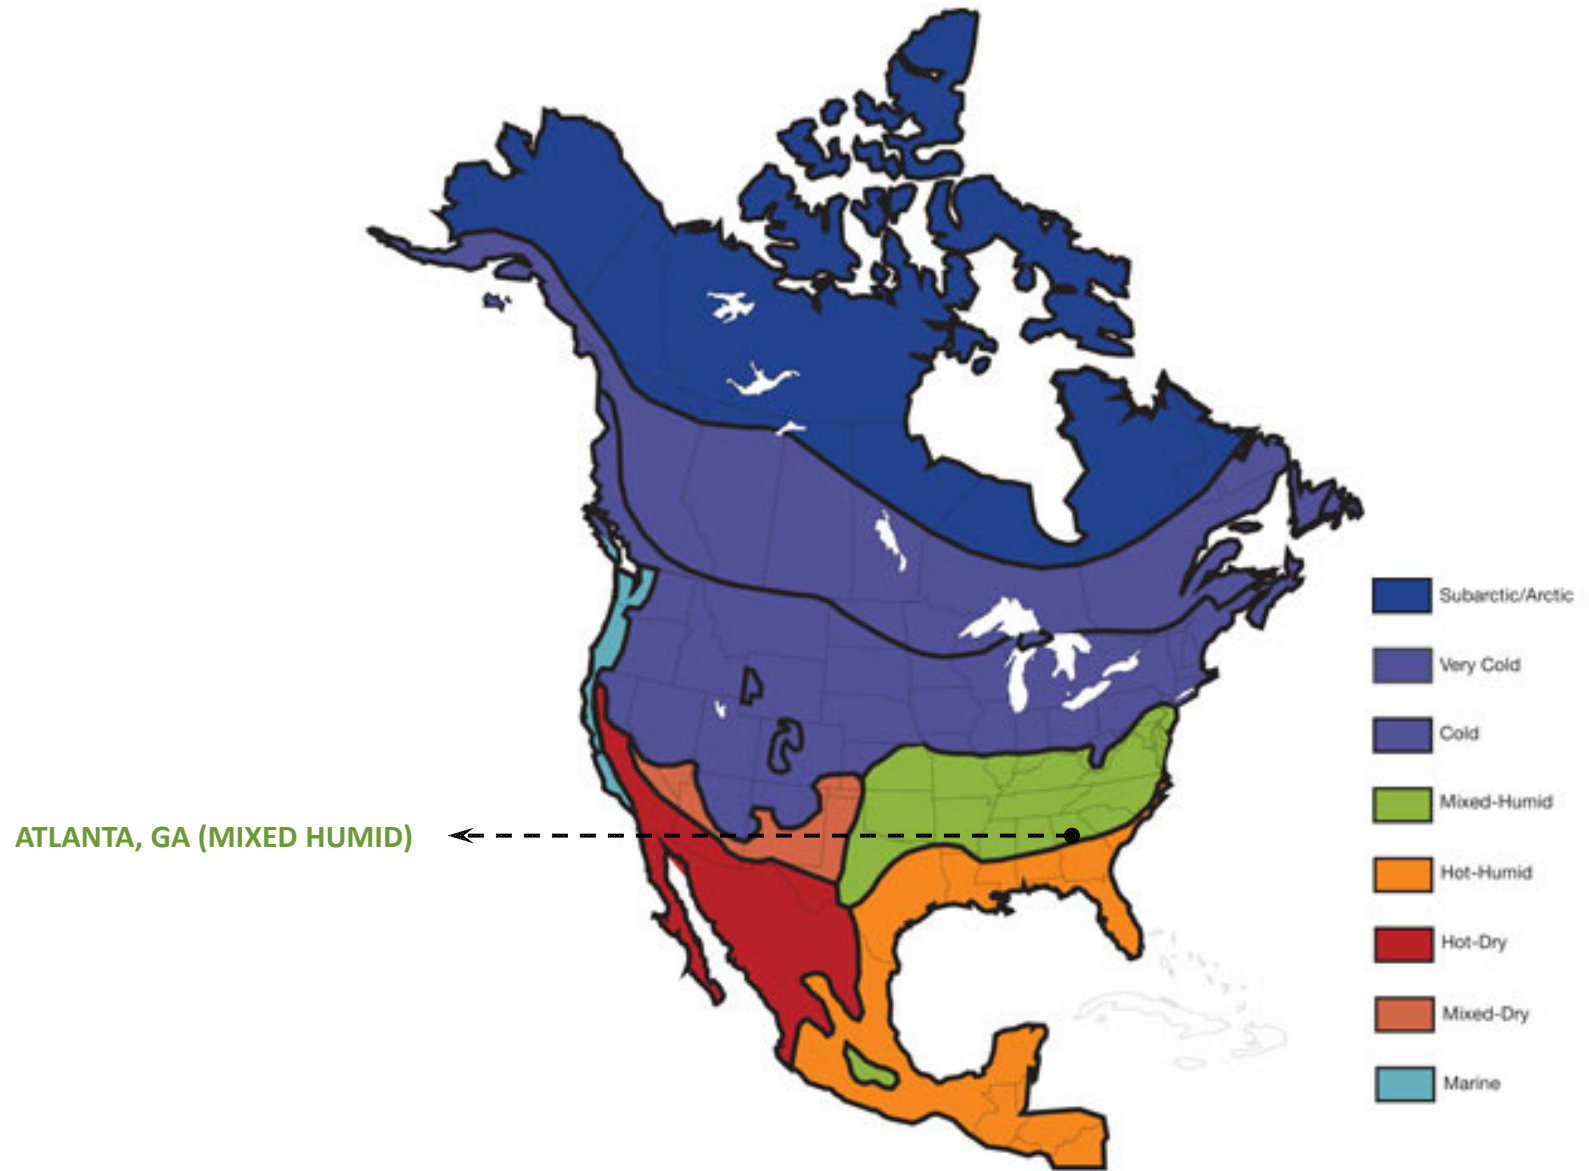 Subarctic/Arctic
Very Cold
Cold
Mixed-Humid
ATLANTA, GA (MIXED HUMID)
Hot-Humid
Hot-Dry
Mixed-Dry
Marine